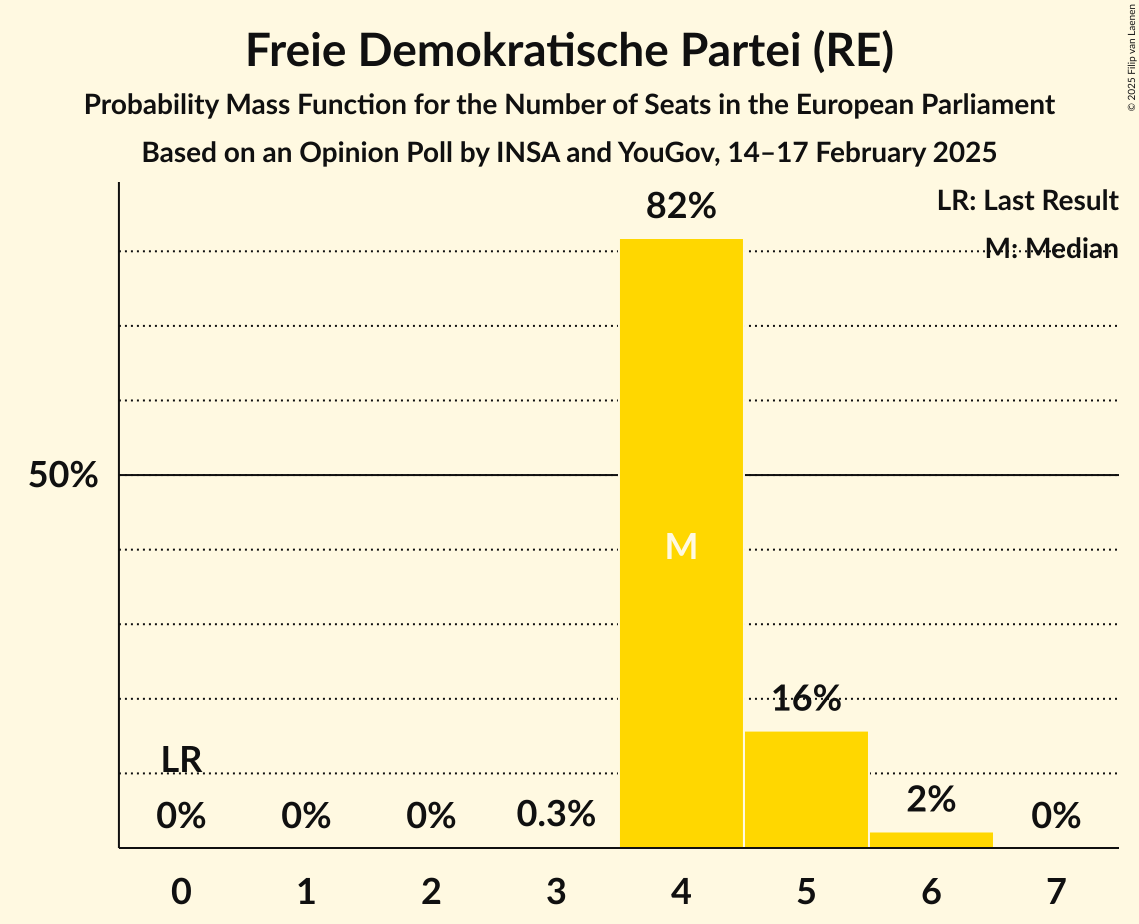 Freie Demokratische Partei (RE)
Probability Mass Function for the Number of Seats in the European Parliament
Based on an Opinion Poll by INSA and YouGov, 14–17 February 2025
© 2025 Filip van Laenen
LR: Last Result
M: Median
82%
50%
M
16%
LR
0% 0% 0% 0.3% 2% 0%
0 1 2 3 4 5 6 7